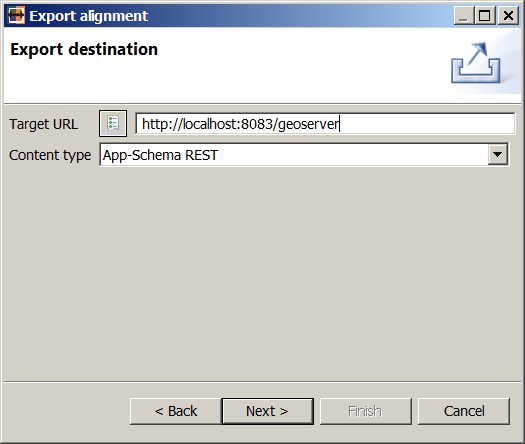 Export alignment
Export destination
Target URL http://localhost:8083/geoserver
Content type App-Schema REST
< Back Next > Finish Cancel